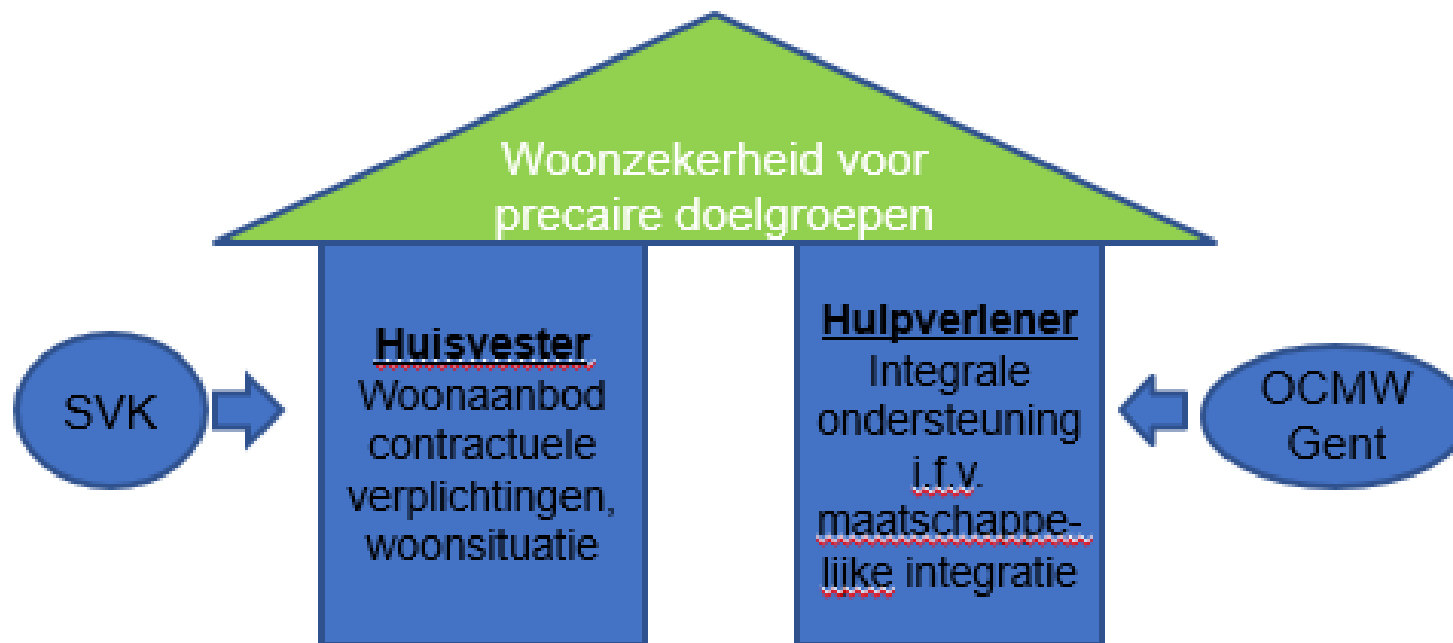 Woonzekerheid voor
precaire doelgroepen
SVK
Huisvester
Woonaanbod
contractuele
verplichtingen,
woonsituatie
Hulpverlener
Integrale
ondersteuning
i.f.v.
maatschappe-
lijke integratie
OCMW
Gent